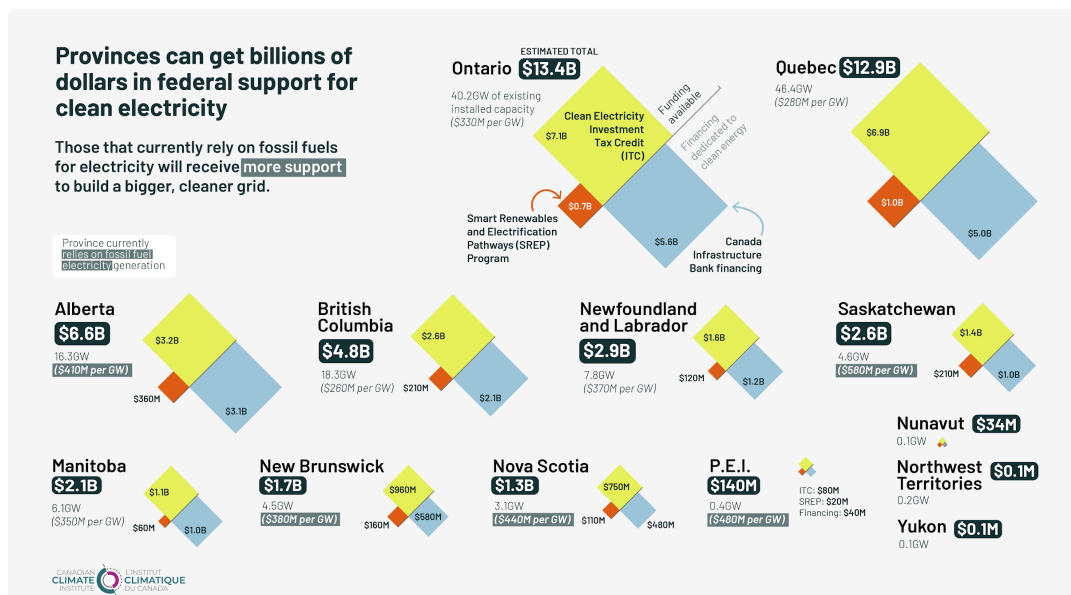 Provinces can get billions of
dollars in federal support for
clean electricity
Those that currently rely on fossil fuels
for electricity will receive more support
to build a bigger, cleaner grid.
Province currently
relies on fossil fuel
electricity generation
ESTIMATED TOTAL
Ontario $13.4B
40.2GW of existing
installed capacity
($330M per GW)
$7.1B
Clean Electricity
Investment
Tax Credit
(ITC)
Funding
available
Financing
dedicated to
clean energy
$0.7B
Smart Renewables
and Electrification
Pathways (SREP)
Program
$5.6B
Canada
Infrastructure
Bank financing
Quebec $12.9B
46.4GW
($280M per GW)
$6.9B
$1.0B
$5.0B
Alberta
$6.6B
16.3GW
($410M per GW)
$3.2B
$360M
$3.1B
British
Columbia
$4.8B
18.3GW
($260M per GW)
$2.6B
$210M
$2.1B
Newfoundland
and Labrador
$2.9B
7.8GW
($370M per GW)
$1.6B
$120M
$1.2B
Saskatchewan
$2.6B
4.6GW
($580M per GW)
$1.4B
$210M
$1.0B
Manitoba
$2.1B
6.1GW
($350M per GW)
$1.1B
$60M
$1.0B
New Brunswick
$1.7B
4.5GW
($380M per GW)
$960M
$160M
$580M
Nova Scotia
$1.3B
3.1GW
($440M per GW)
$750M
$110M
$480M
P.E.I.
$140M
0.4GW
($480M per GW)
ITC: $80M
SREP: $20M
Financing: $40M
Nunavut $34M
0.1GW
Northwest
Territories $0.1M
0.2GW
Yukon $0.1M
0.1GW
CANADIAN
CLIMATE
INSTITUTE
L'INSTITUT
CLIMATIQUE
DU CANADA